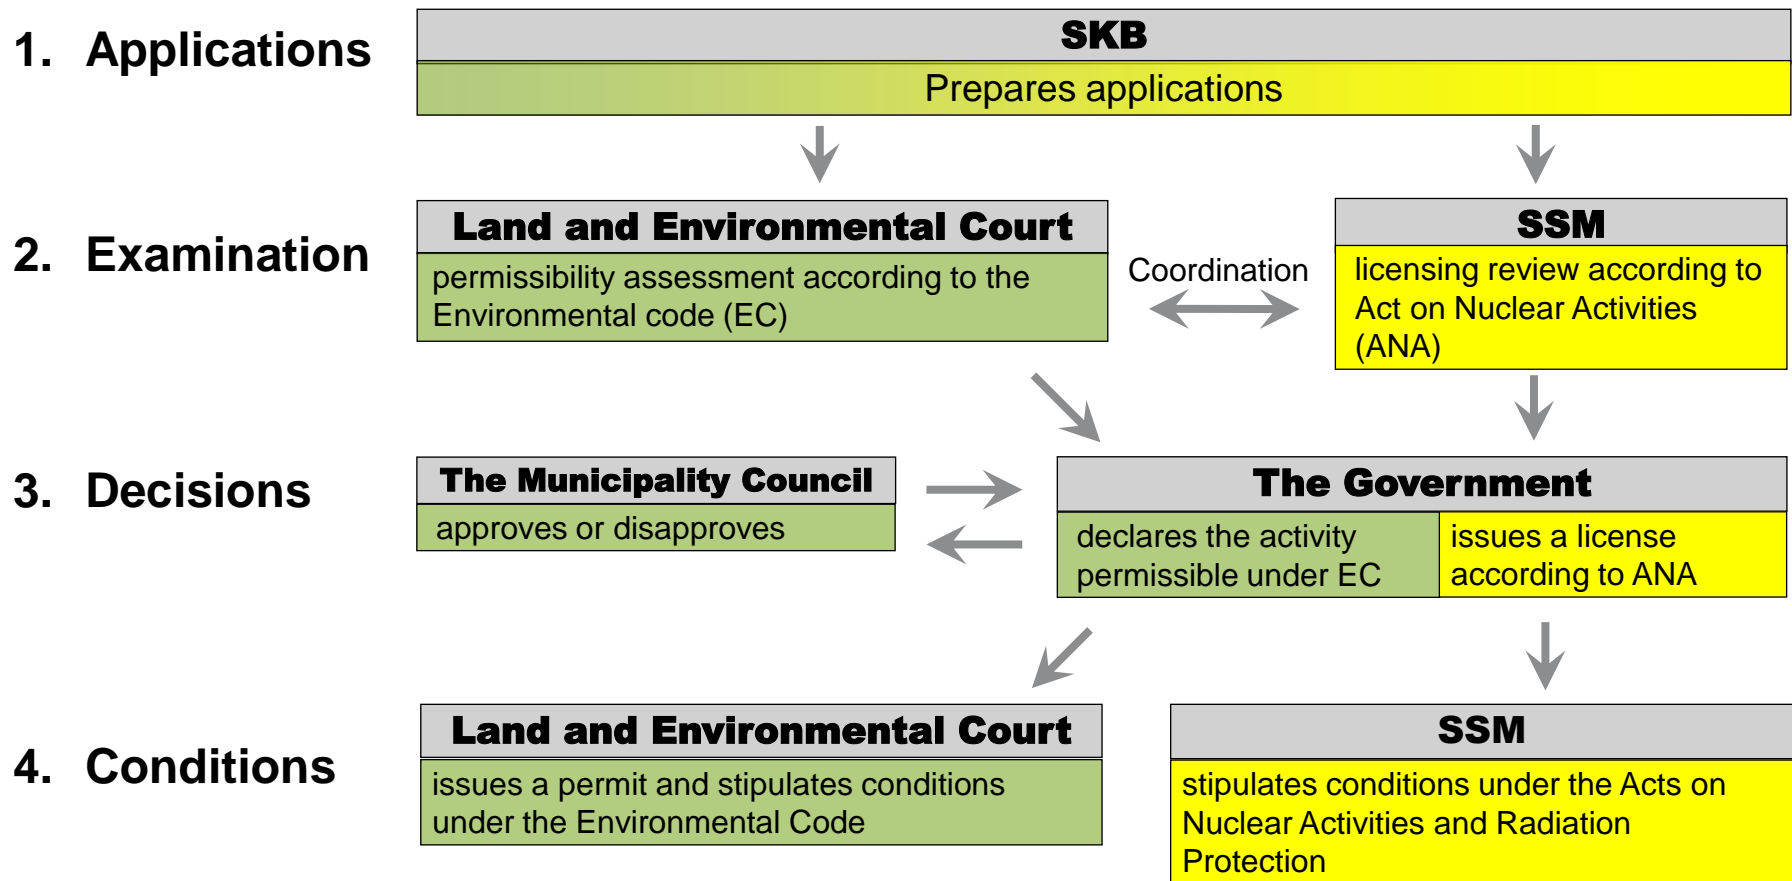 1. Applications
SKB
Prepares applications
2. Examination
Land and Environmental Court
permissibility assessment according to the
Environmental code (EC)
Coordination
SSM
licensing review according to
Act on Nuclear Activities
(ANA)
3. Decisions
The Municipality Council
approves or disapproves
The Government
declares the activity
permissible under EC
issues a license
according to ANA
4. Conditions
Land and Environmental Court
issues a permit and stipulates conditions
under the Environmental Code
SSM
stipulates conditions under the Acts on
Nuclear Activities and Radiation
Protection